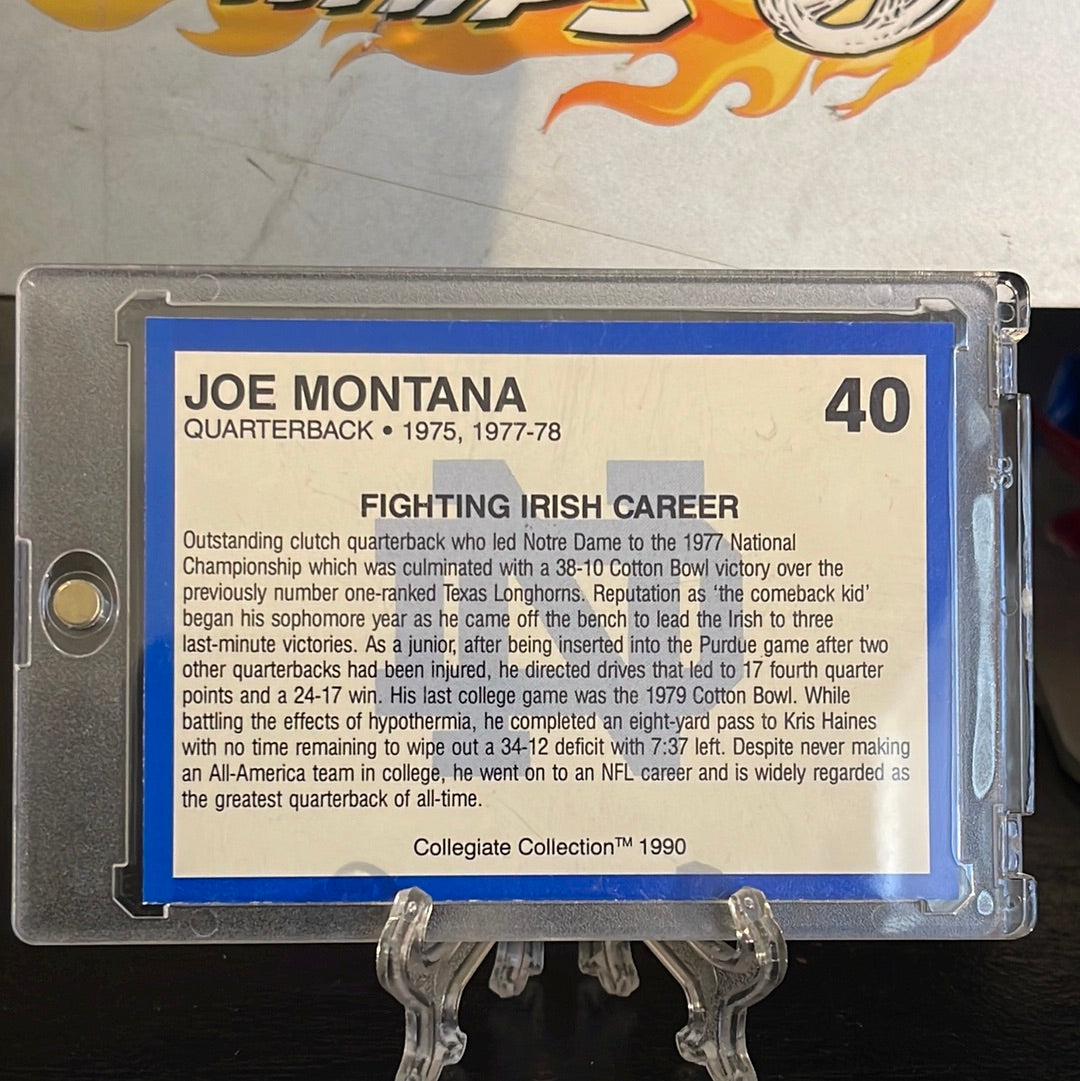 JOE MONTANA
40
QUARTERBACK • 1975, 1977-78
FIGHTING IRISH CAREER
Outstanding clutch quarterback who led Notre Dame to the 1977 National
Championship which was culminated with a 38-10 Cotton Bowl victory over the
previously number one-ranked Texas Longhorns. Reputation as 'the comeback kid'
began his sophomore year as he came off the bench to lead the Irish to three
last-minute victories. As a junior, after being inserted into the Purdue game after two
other quarterbacks had been injured, he directed drives that led to 17 fourth quarter
points and a 24-17 win. His last college game was the 1979 Cotton Bowl. While
battling the effects of hypothermia, he completed an eight-yard pass to Kris Haines
with no time remaining to wipe out a 34-12 deficit with 7:37 left. Despite never making
an All-America team in college, he went on to an NFL career and is widely regarded as
the greatest quarterback of all-time.
Collegiate Collection™ 1990